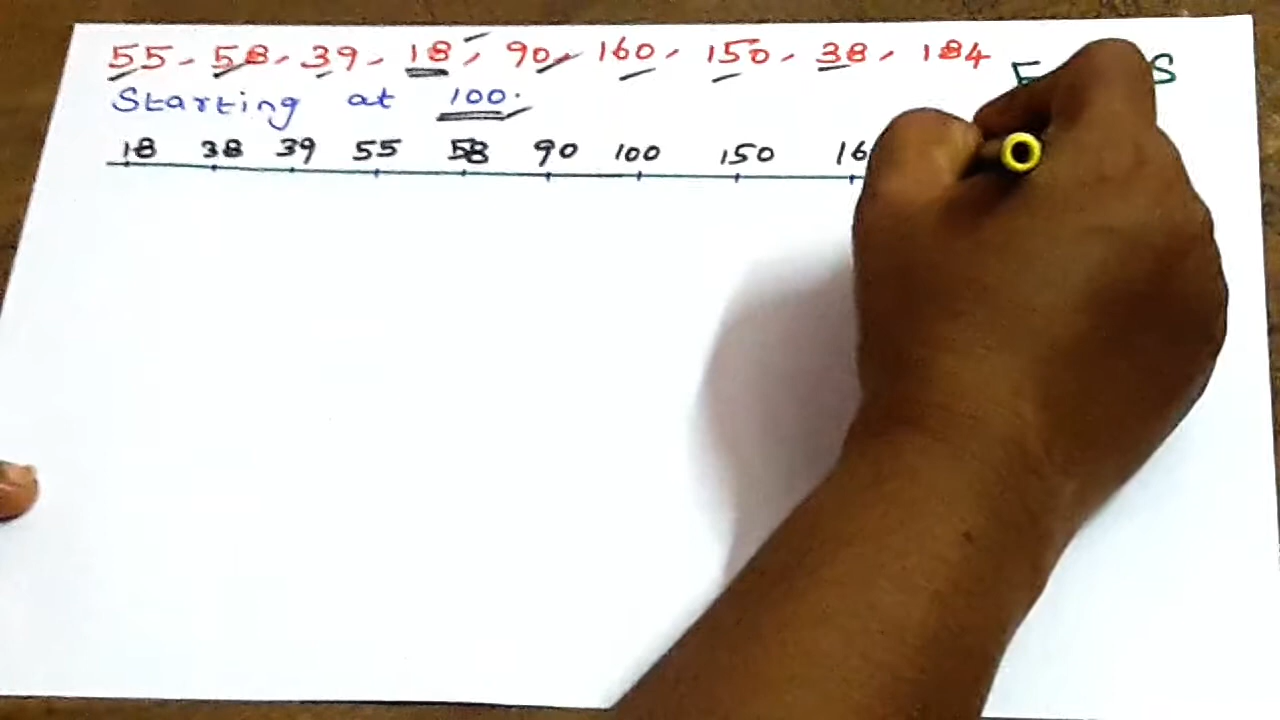 55, 58, 39, 18, 90, 160, 150, 38, 184
Starting at 100.
18 38 39 55 58 90 100 150